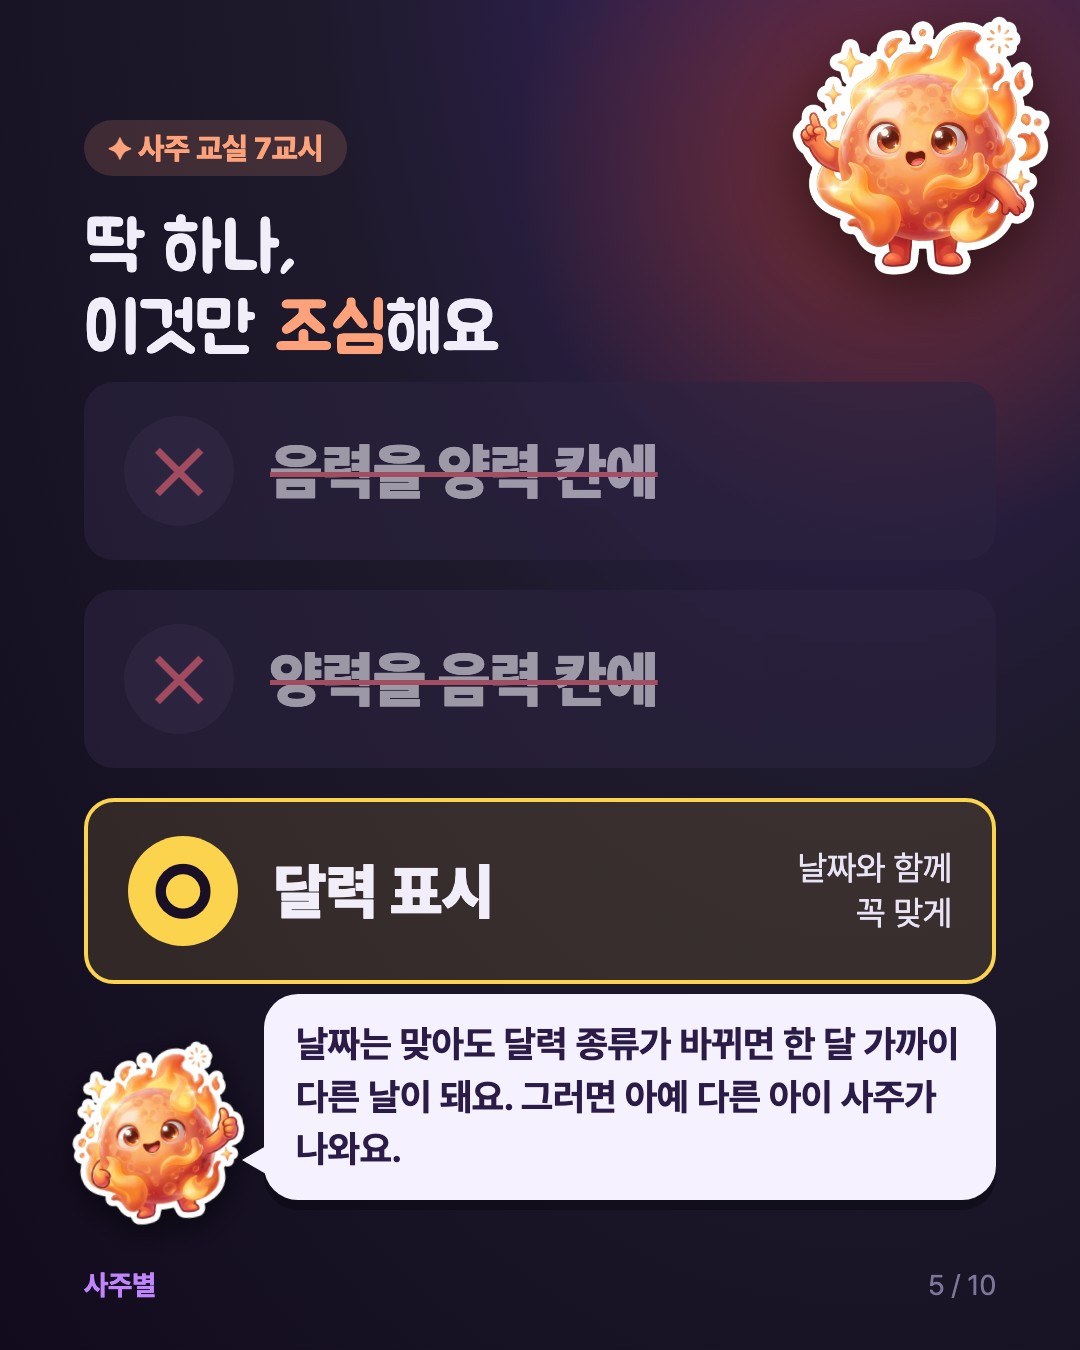 사주 교실 7교시
딱 하나,
이것만 조심해요
음력을 양력 칸에
양력을 음력 칸에
달력 표시
날짜와 함께
꼭 맞게
날짜는 맞아도 달력 종류가 바뀌면 한 달 가까이
다른 날이 돼요. 그러면 아예 다른 아이 사주가
나와요.
사주별
5 / 10